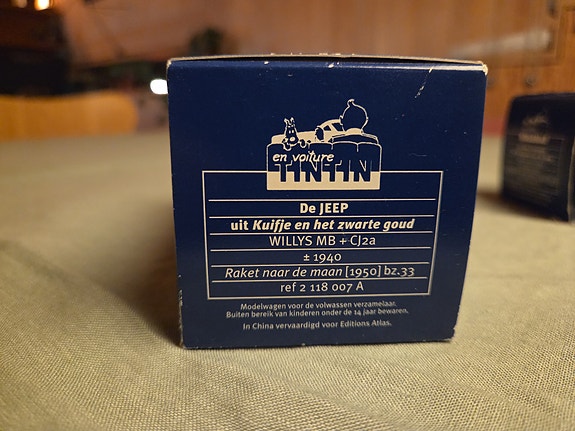 en voiture
TINTIN
De JEEP
uit Kuifje en het zwarte goud
WILLYS MB + CJ2a
± 1940
Raket naar de maan [1950] bz.33
ref 2 118 007 A
Modelwagen voor de volwassen verzamelaar.
Buiten bereik van kinderen onder de 14 jaar bewaren.
In China vervaardigd voor Editions Atlas.